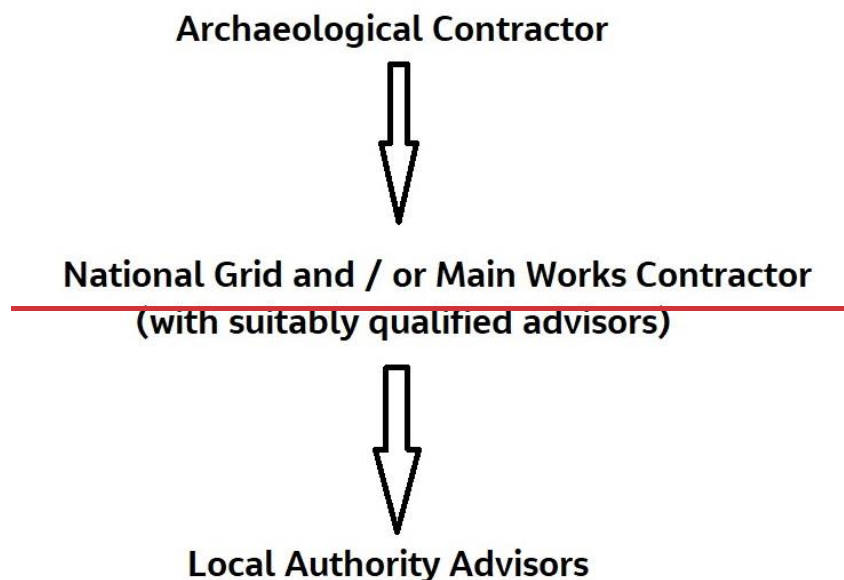 Archaeological Contractor
National Grid and / or Main Works Contractor
(with suitably qualified advisors)
Local Authority Advisors